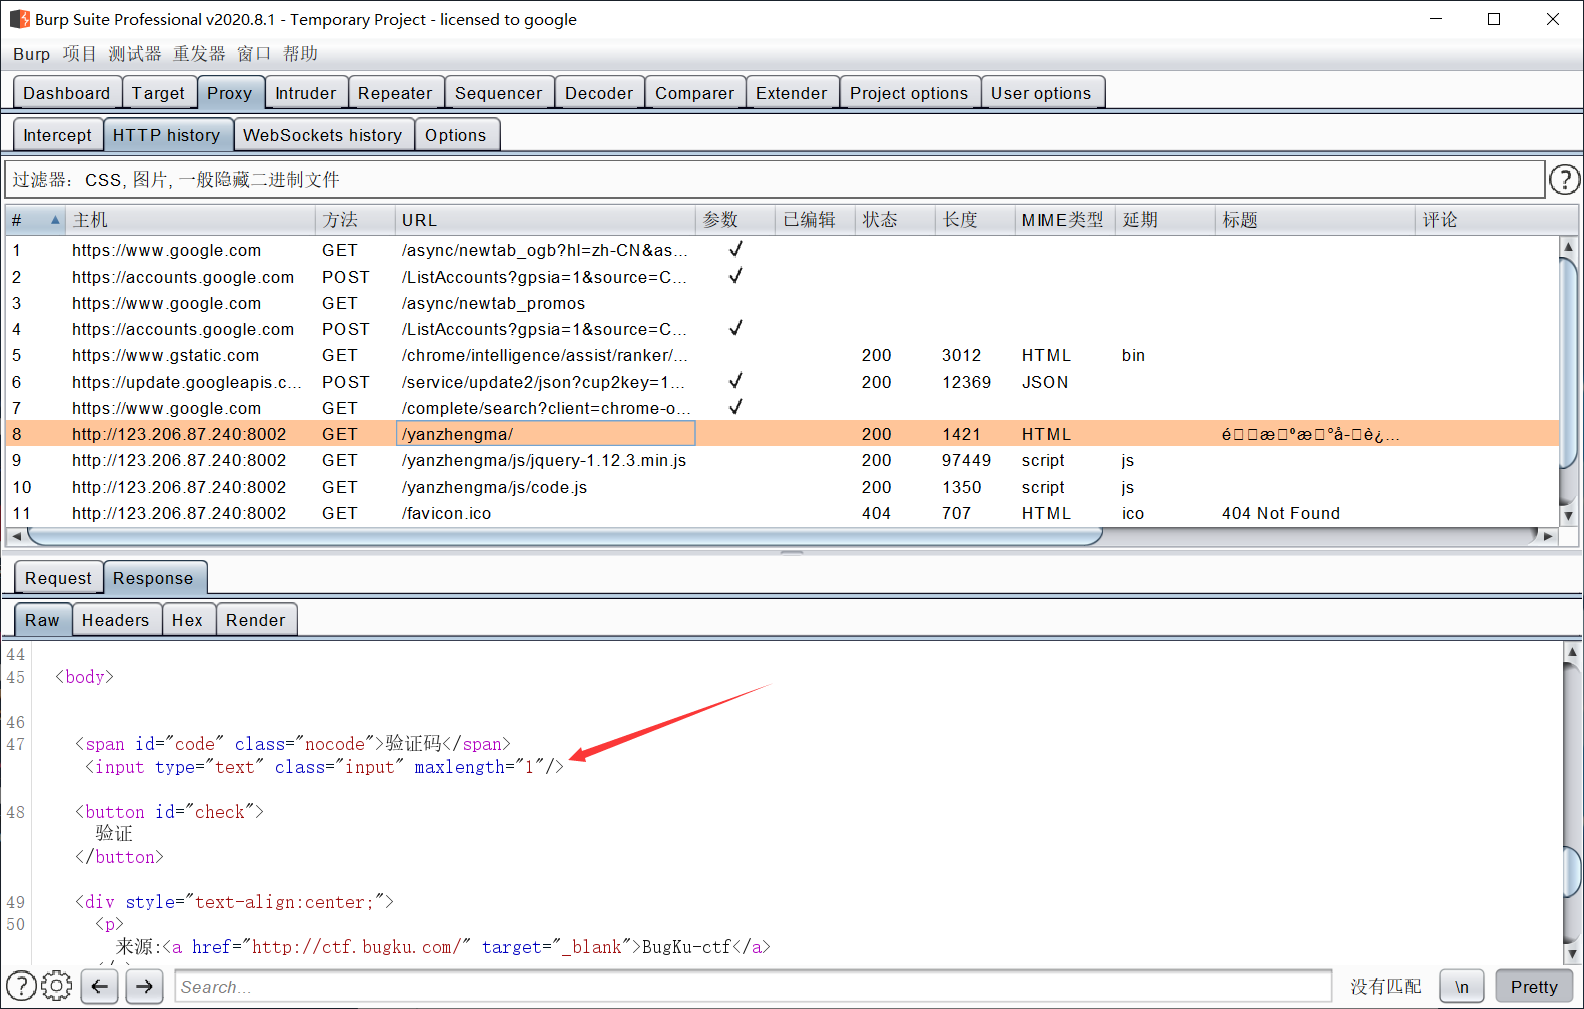 Burp Suite Professional v2020.8.1 - Temporary Project - licensed to google
Burp 项目 测试器 重发器 窗口 帮助
Dashboard Target Proxy Intruder Repeater Sequencer Decoder Comparer Extender Project options User options
Intercept HTTP history WebSockets history Options
过滤器：CSS, 图片, 一般隐藏二进制文件 ?
# 主机 方法 URL 参数 已编辑 状态 长度 MIME类型 延期 标题 评论
1 https://www.google.com GET /async/newtab_ogb?hl=zh-CN&as... ✓
2 https://accounts.google.com POST /ListAccounts?gpsia=1&source=C... ✓
3 https://www.google.com GET /async/newtab_promos
4 https://accounts.google.com POST /ListAccounts?gpsia=1&source=C... ✓
5 https://www.gstatic.com GET /chrome/intelligence/assist/ranker/... 200 3012 HTML bin
6 https://update.googleapis.c... POST /service/update2/json?cup2key=1... ✓ 200 12369 JSON
7 https://www.google.com GET /complete/search?client=chrome-o... ✓
8 http://123.206.87.240:8002 GET /yanzhengma/ 200 1421 HTML é□□æ□ºæ□°å-□è¿...
9 http://123.206.87.240:8002 GET /yanzhengma/js/jquery-1.12.3.min.js 200 97449 script js
10 http://123.206.87.240:8002 GET /yanzhengma/js/code.js 200 1350 script js
11 http://123.206.87.240:8002 GET /favicon.ico 404 707 HTML ico 404 Not Found
Request Response
Raw Headers Hex Render
44
45 <body>
46
47 <span id="code" class="nocode">验证码</span>
<input type="text" class="input" maxlength="1"/>
48 <button id="check">
验证
</button>
49 <div style="text-align:center;">
50 <p>
来源:<a href="http://ctf.bugku.com/" target="_blank">BugKu-ctf</a>
? Search... 没有匹配 \n Pretty